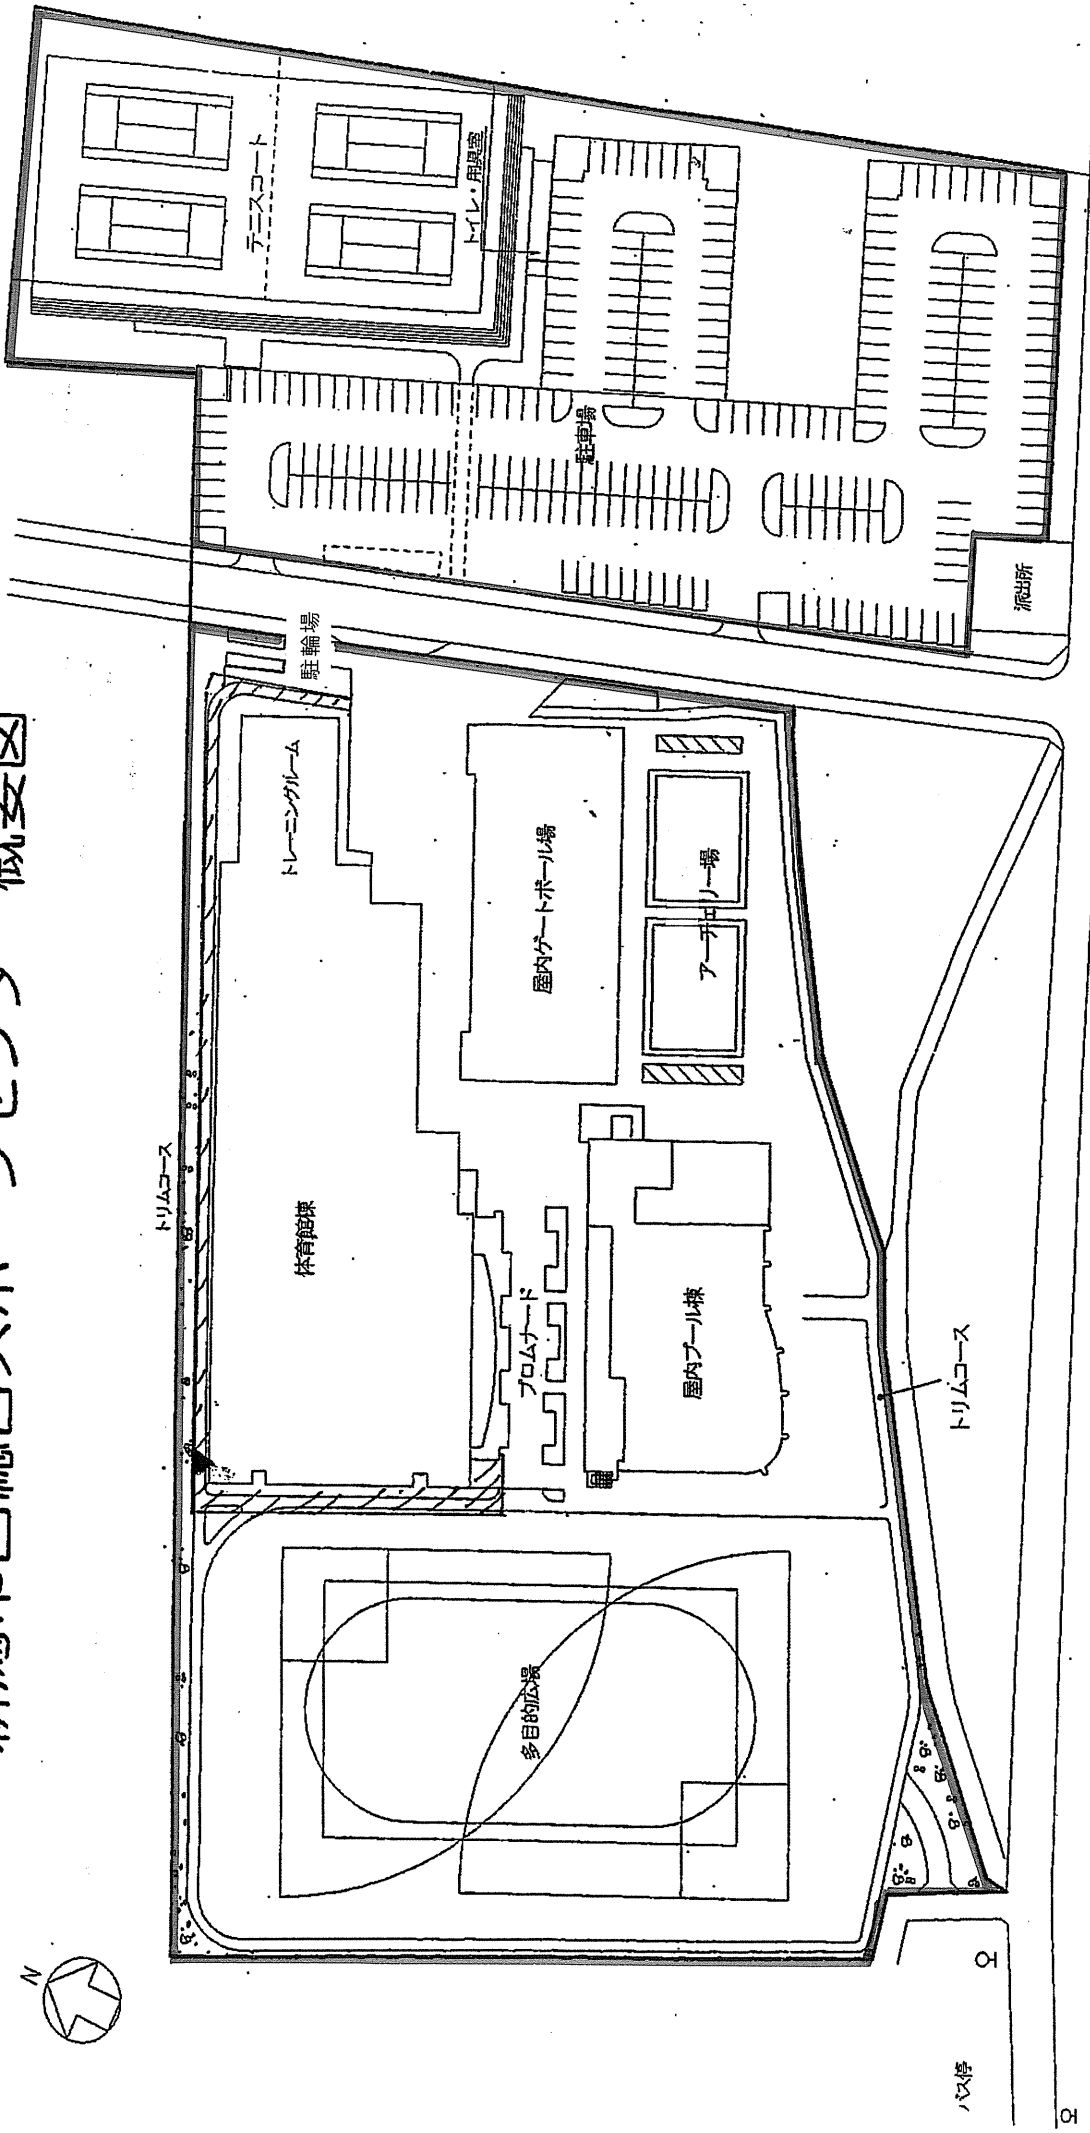 N
トリムコース
駐輪場
トレーニングルーム
体育館棟
プロムナード
屋内ゲートボール場
アーチェリー場
屋内プール棟
多目的広場
トリムコース
バス停
テニスコート
トイレ・用具室
駐車場
派出所